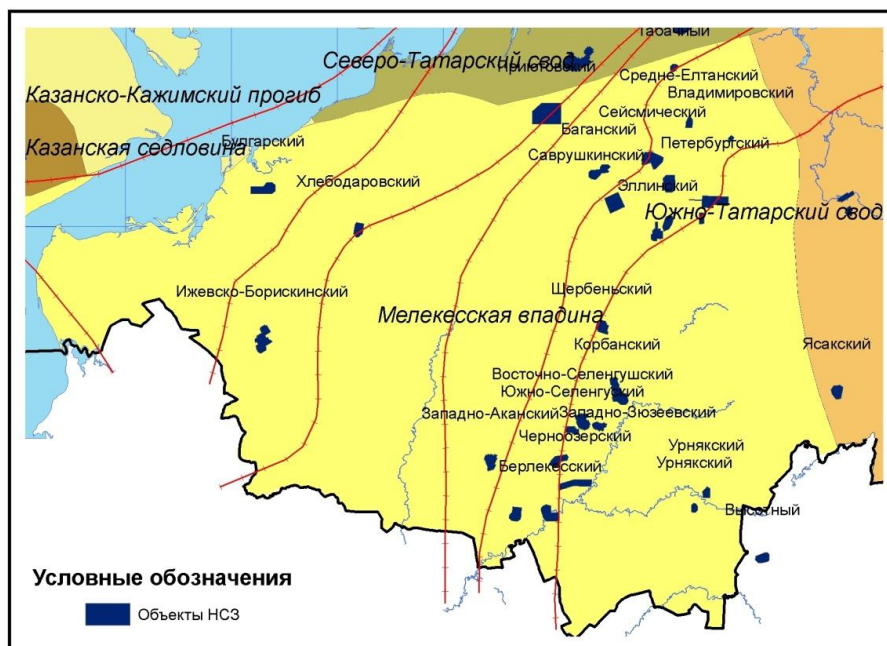 Табачный
Северо-Татарский свод
Приютовский
Средне-Елтанский
Владимировский
Казанско-Кажимский прогиб
Сейсмический
Баганский
Петербургский
Казанская седловина
Булгарский
Саврушкинский
Хлебодаровский
Эллинский
Южно-Татарский свод
Ижевско-Борискинский
Щербеньский
Мелекесская впадина
Корбанский
Ясакский
Восточно-Селенгушский
Южно-Селенгузкий
Западно-Аканский
Западно-Зюзеевский
Черноозерский
Урнякский
Берлекесский
Урнякский
Высотный
Условные обозначения
Объекты НСЗ